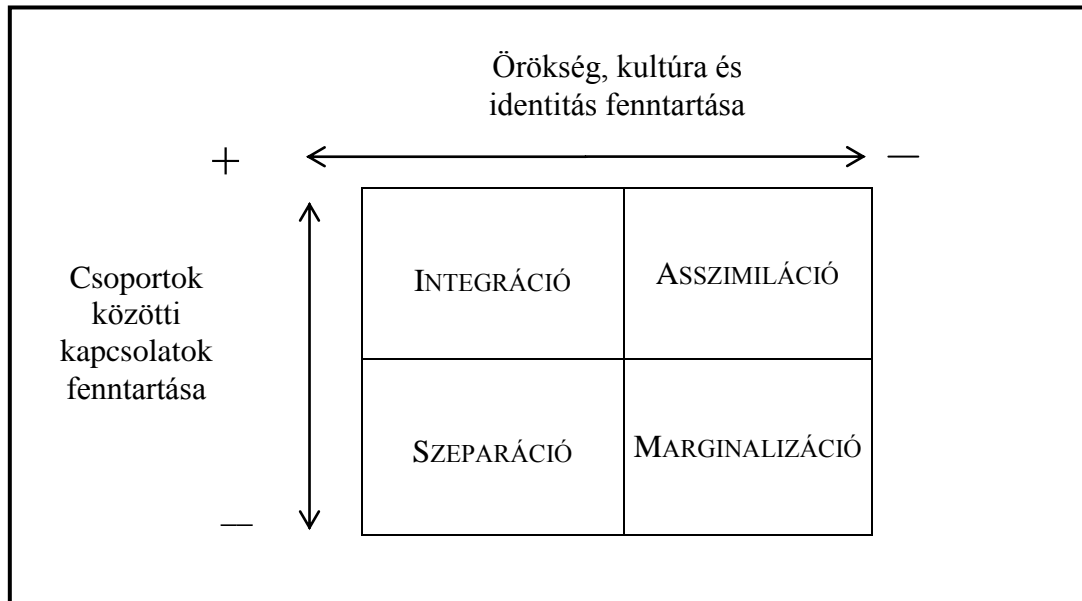 Örökség, kultúra és
identitás fenntartása
+
—
Csoportok
közötti
kapcsolatok
fenntartása
INTEGRÁCIÓ
ASSZIMILÁCIÓ
SZEPARÁCIÓ
MARGINALIZÁCIÓ
—